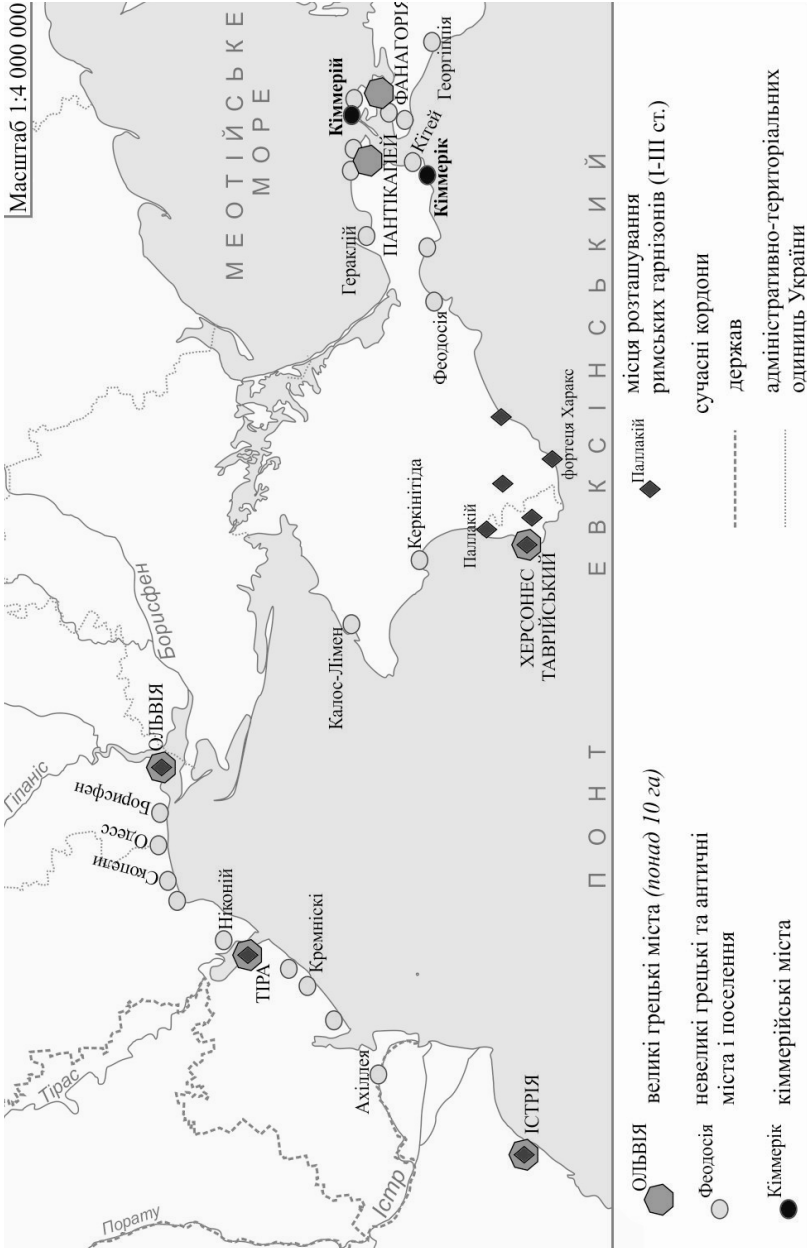 Масштаб 1:4 000 000
МЕОТІЙСЬКЕ
МОРЕ
Порату
Тірас
Гіпаніс
Борисфен
Істр
ОЛЬВІЯ
Борисфен
Одесс
Скопели
Ніконій
ТІРА
Кремніскі
Ахіллея
ІСТРІЯ
Калос-Лімен
Керкінітіда
Паллакій
ХЕРСОНЕС
ТАВРІЙСЬКИЙ
фортеця Харакс
Феодосія
Гераклій
ПАНТІКАПЕЙ
Кіммерій
ФАНАГОРІЯ
Кітей
Кіммерік
Георгіппія
ПОНТ ЕВКСІНСЬКИЙ
ОЛЬВІЯ
великі грецькі міста (понад 10 га)
Феодосія
невеликі грецькі та античні
міста і поселення
Кіммерік
кіммерійські міста
Паллакій
місця розташування
римських гарнізонів (І-ІІІ ст.)
сучасні кордони
держав
адміністративно-територіальних
одиниць України